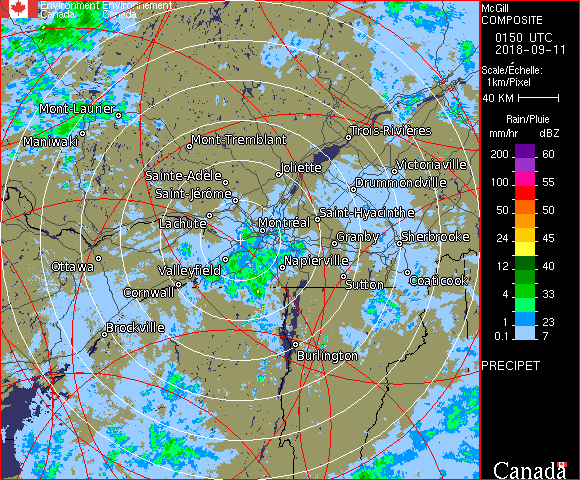 Environment Environnement
Canada Canada
Mont-Laurier
Maniwaki
Mont-Tremblant
Trois-Rivières
Joliette
Victoriaville
Sainte-Adèle
Drummondville
Saint-Jérôme
Lachute
Saint-Hyacinthe
Montréal
Granby
Sherbrooke
Ottawa
Valleyfield
Napierville
Cornwall
Sutton
Coaticook
Brockville
Burlington
McGill
COMPOSITE
0150 UTC
2018-09-11
Scale/Échelle:
1km/Pixel
40 KM
Rain/Pluie
mm/hr dBZ
200 60
100 55
50 50
24 45
12 40
4 33
1 23
0.1 7
PRECIPET
Canada